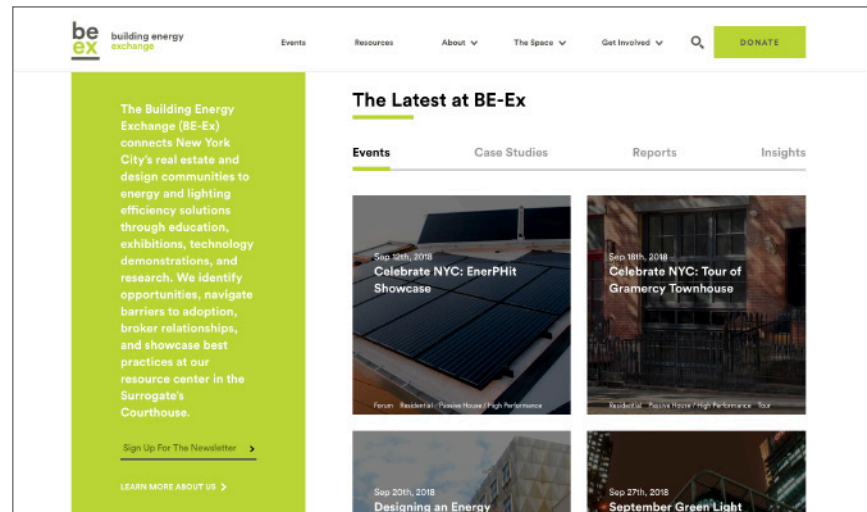 be
ex
building energy
exchange
Events Resources About The Space Get Involved DONATE
The Building Energy
Exchange (BE-Ex)
connects New York
City's real estate and
design communities to
energy and lighting
efficiency solutions
through education,
exhibitions, technology
demonstrations, and
research. We identify
opportunities, navigate
barriers to adoption,
broker relationships,
and showcase best
practices at our
resource center in the
Surrogate's
Courthouse.
Sign Up For The Newsletter
LEARN MORE ABOUT US
The Latest at BE-Ex
Events Case Studies Reports Insights
Sep 12th, 2018
Celebrate NYC: EnerPHit
Showcase
Forum Residential Passive House / High Performance
Sep 18th, 2018
Celebrate NYC: Tour of
Gramercy Townhouse
Residential Passive House / High Performance Tour
Sep 20th, 2018
Designing an Energy
Sep 27th, 2018
September Green Light